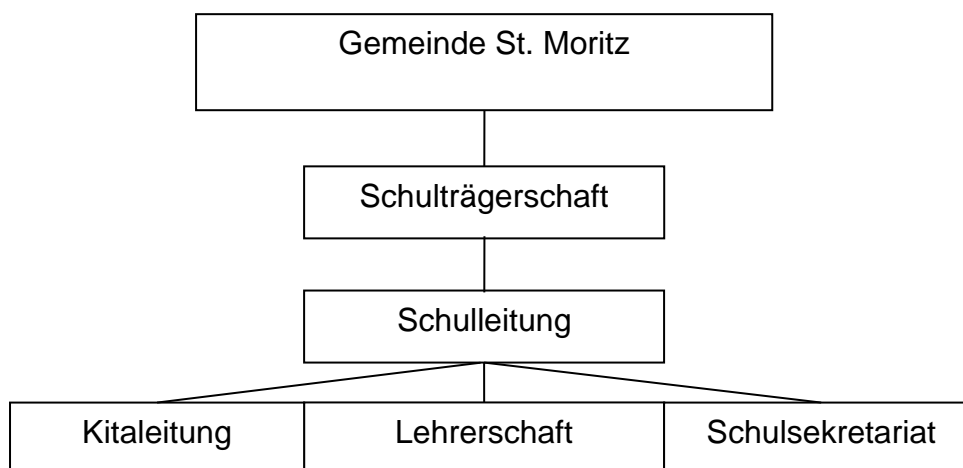 Gemeinde St. Moritz
Schulträgerschaft
Schulleitung
Kitaleitung
Lehrerschaft
Schulsekretariat